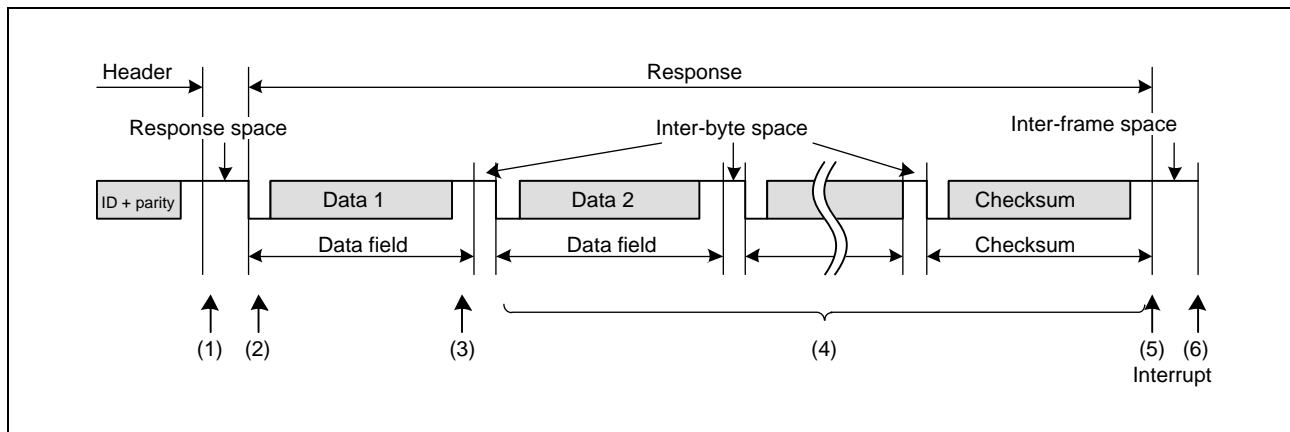 Header
Response
Response space
Inter-byte space
Inter-frame space
ID + parity
Data 1
Data 2
Checksum
Data field
Data field
Checksum
(1)
(2)
(3)
(4)
(5)
(6)
Interrupt